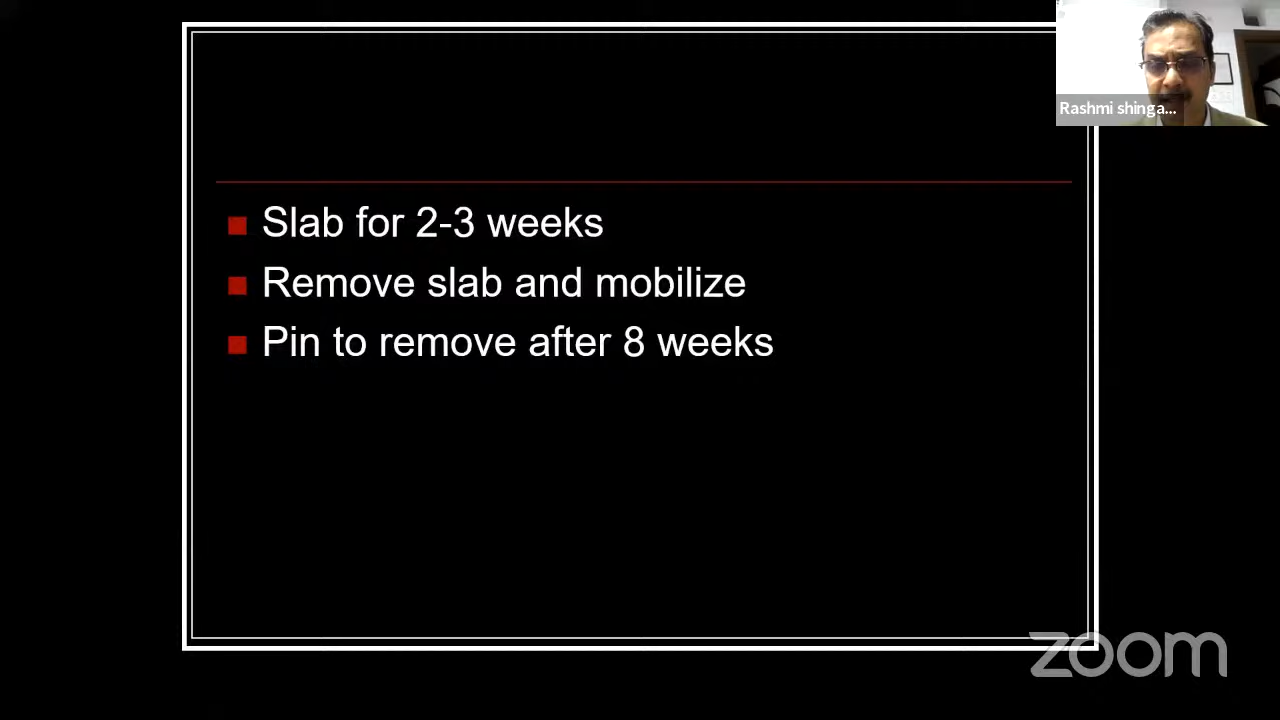 Rashmi shinga...
Slab for 2-3 weeks
Remove slab and mobilize
Pin to remove after 8 weeks
zoom